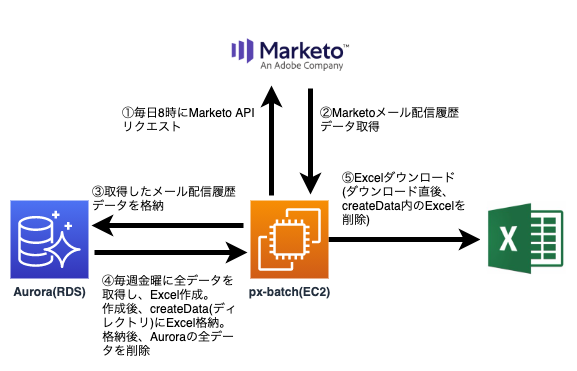 Marketo™
An Adobe Company
①毎日8時にMarketo API
リクエスト
②Marketoメール配信履歴
データ取得
③取得したメール配信履歴
データを格納
⑤Excelダウンロード
(ダウンロード直後、
createData内のExcelを
削除)
X
Aurora(RDS)
px-batch(EC2)
④毎週金曜に全データを
取得し、Excel作成。
作成後、createData(ディ
レクトリ)にExcel格納。
格納後、Auroraの全デー
タを削除